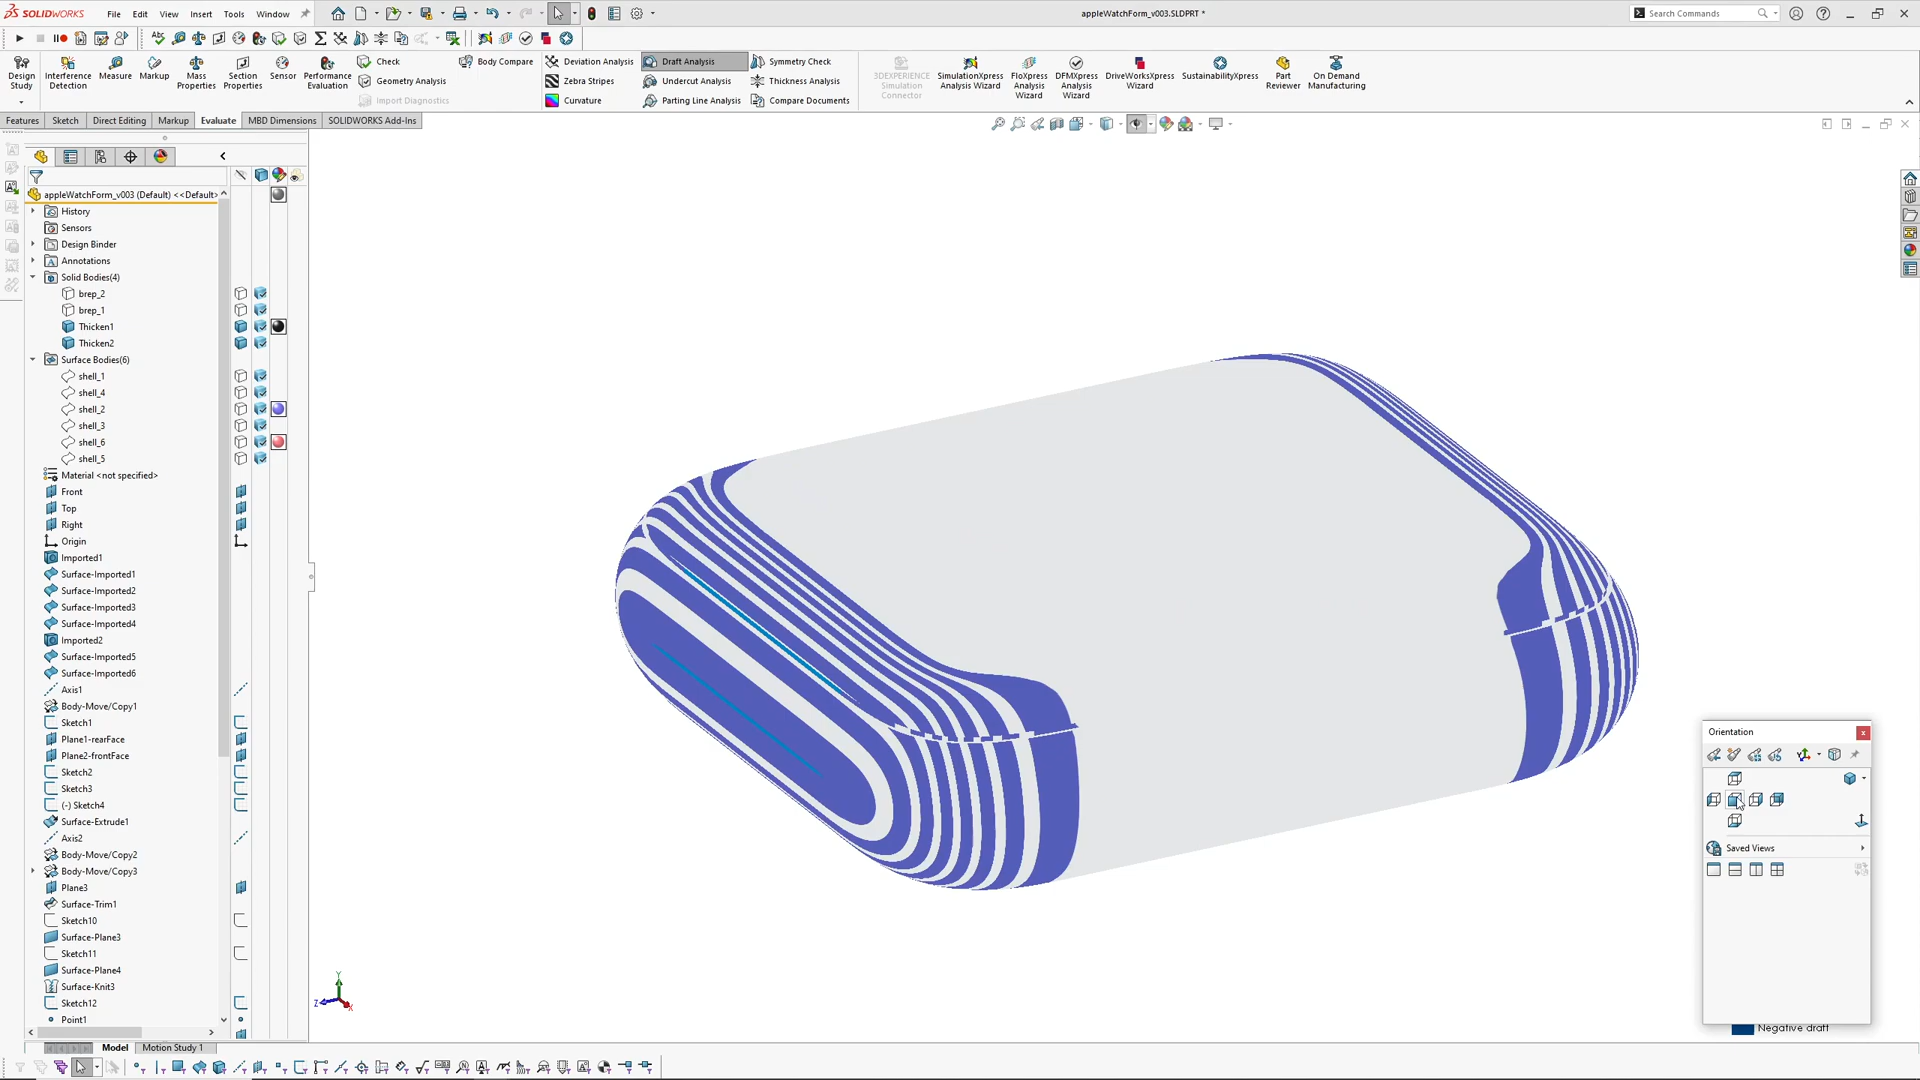 SOLIDWORKS File Edit View Insert Tools Window appleWatchForm_v003.SLDPRT * Search Commands
Design Study
Interference Detection
Measure
Markup
Mass Properties
Section Properties
Sensor
Performance Evaluation
Check
Geometry Analysis
Import Diagnostics
Body Compare
Deviation Analysis
Zebra Stripes
Curvature
Draft Analysis
Undercut Analysis
Parting Line Analysis
Symmetry Check
Thickness Analysis
Compare Documents
3DEXPERIENCE Simulation Connector
SimulationXpress Analysis Wizard
FloXpress Analysis Wizard
DFMXpress Analysis Wizard
DriveWorksXpress Wizard
SustainabilityXpress
Part Reviewer
On Demand Manufacturing
Features Sketch Direct Editing Markup Evaluate MBD Dimensions SOLIDWORKS Add-Ins
appleWatchForm_v003 (Default) <<Default>
History
Sensors
Design Binder
Annotations
Solid Bodies(4)
brep_2
brep_1
Thicken1
Thicken2
Surface Bodies(6)
shell_1
shell_4
shell_2
shell_3
shell_6
shell_5
Material <not specified>
Front
Top
Right
Origin
Imported1
Surface-Imported1
Surface-Imported2
Surface-Imported3
Surface-Imported4
Imported2
Surface-Imported5
Surface-Imported6
Axis1
Body-Move/Copy1
Sketch1
Plane1-rearFace
Plane2-frontFace
Sketch2
Sketch3
(-) Sketch4
Surface-Extrude1
Axis2
Body-Move/Copy2
Body-Move/Copy3
Plane3
Surface-Trim1
Sketch10
Surface-Plane3
Sketch11
Surface-Plane4
Surface-Knit3
Sketch12
Point1
Orientation
Saved Views
Negative draft
Y
Z
X
Model Motion Study 1